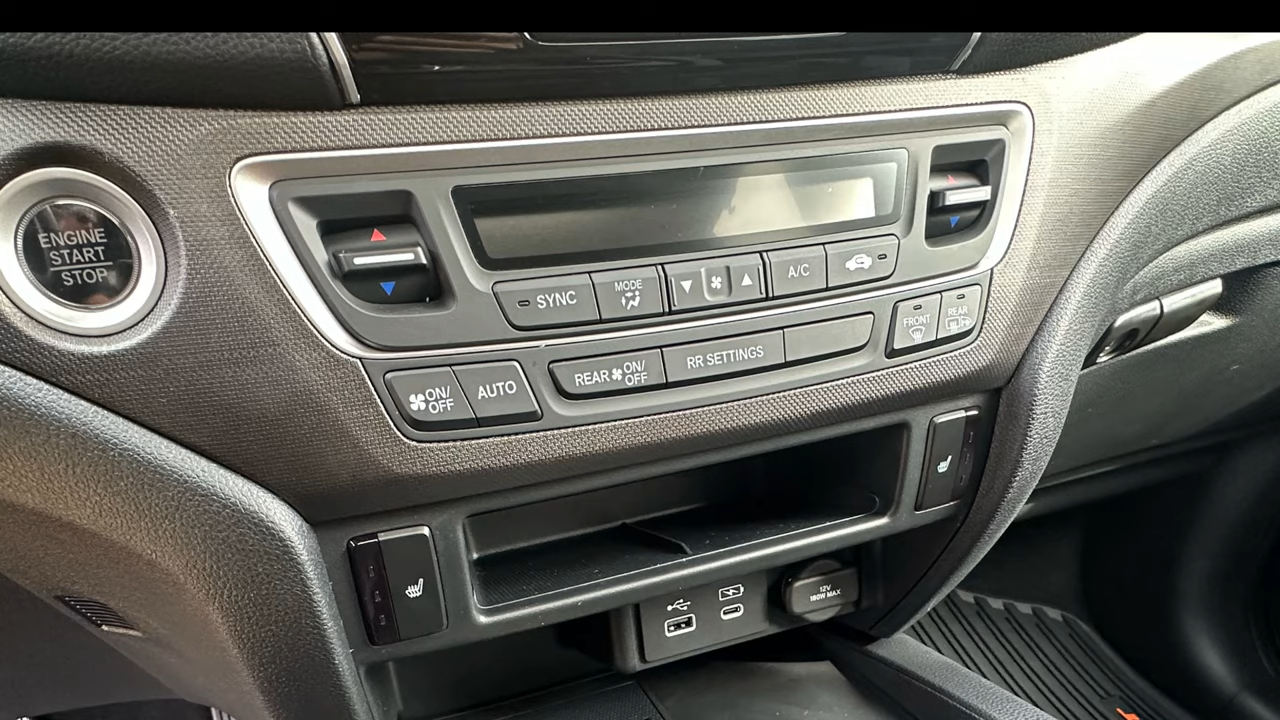 ENGINE
START
STOP
SYNC
MODE
A/C
ON/
OFF
AUTO
REAR ON/
OFF
RR SETTINGS
FRONT
REAR
12V
180W MAX